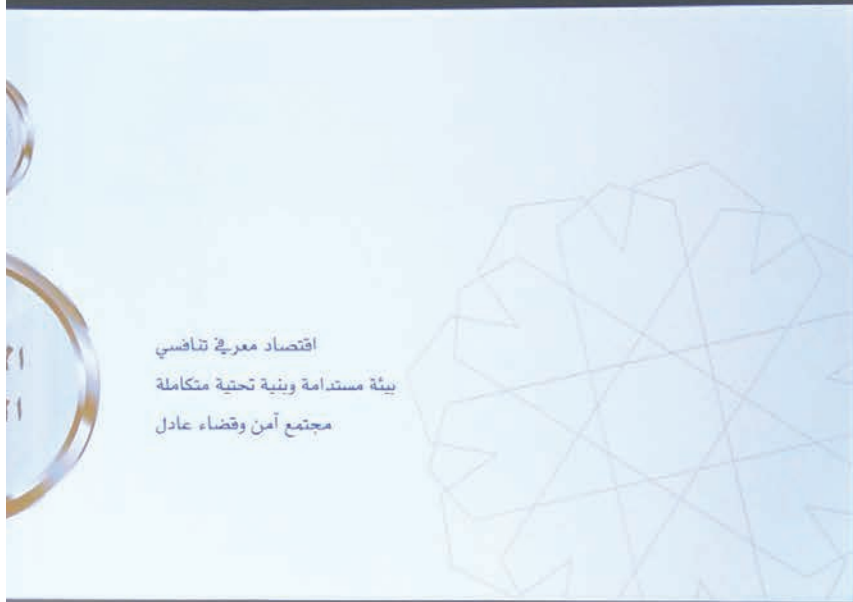 اقتصاد معرفي تنافسي
بيئة مستدامة وبنية تحتية متكاملة
مجتمع آمن وقضاء عادل